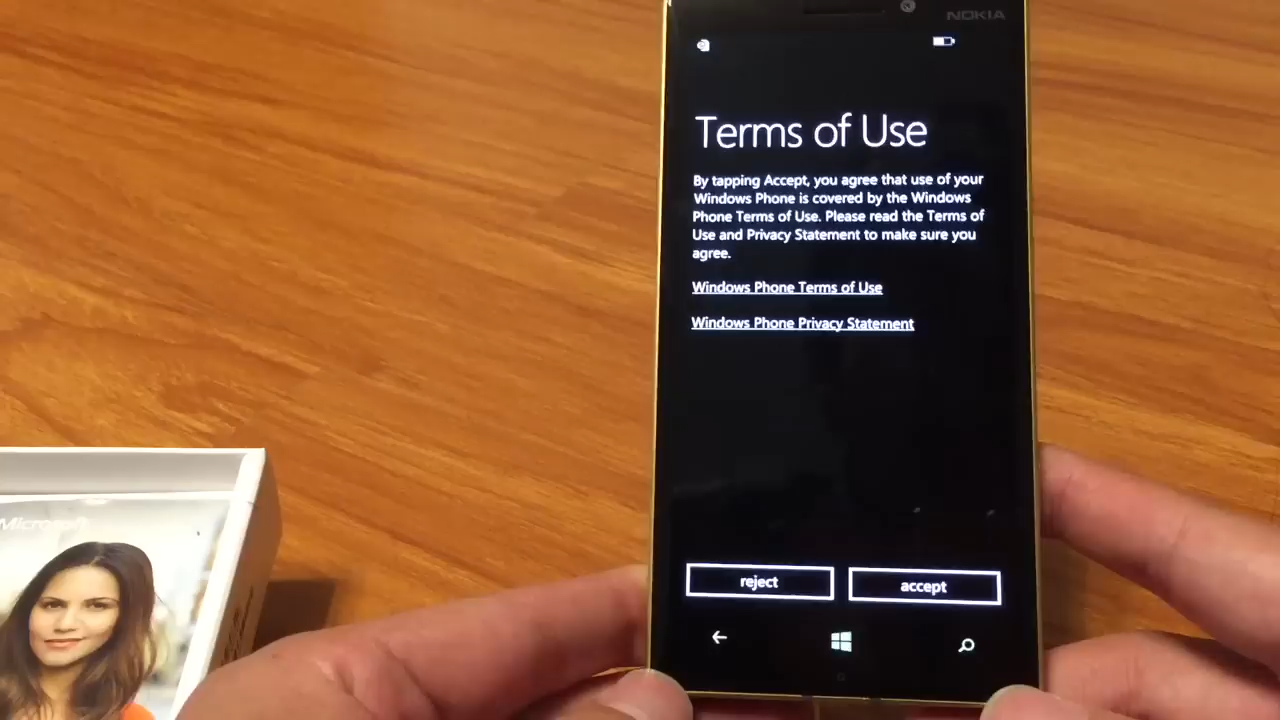 NOKIA
Terms of Use
By tapping Accept, you agree that use of your
Windows Phone is covered by the Windows
Phone Terms of Use. Please read the Terms of
Use and Privacy Statement to make sure you
agree.
Windows Phone Terms of Use
Windows Phone Privacy Statement
reject
accept
Microsoft